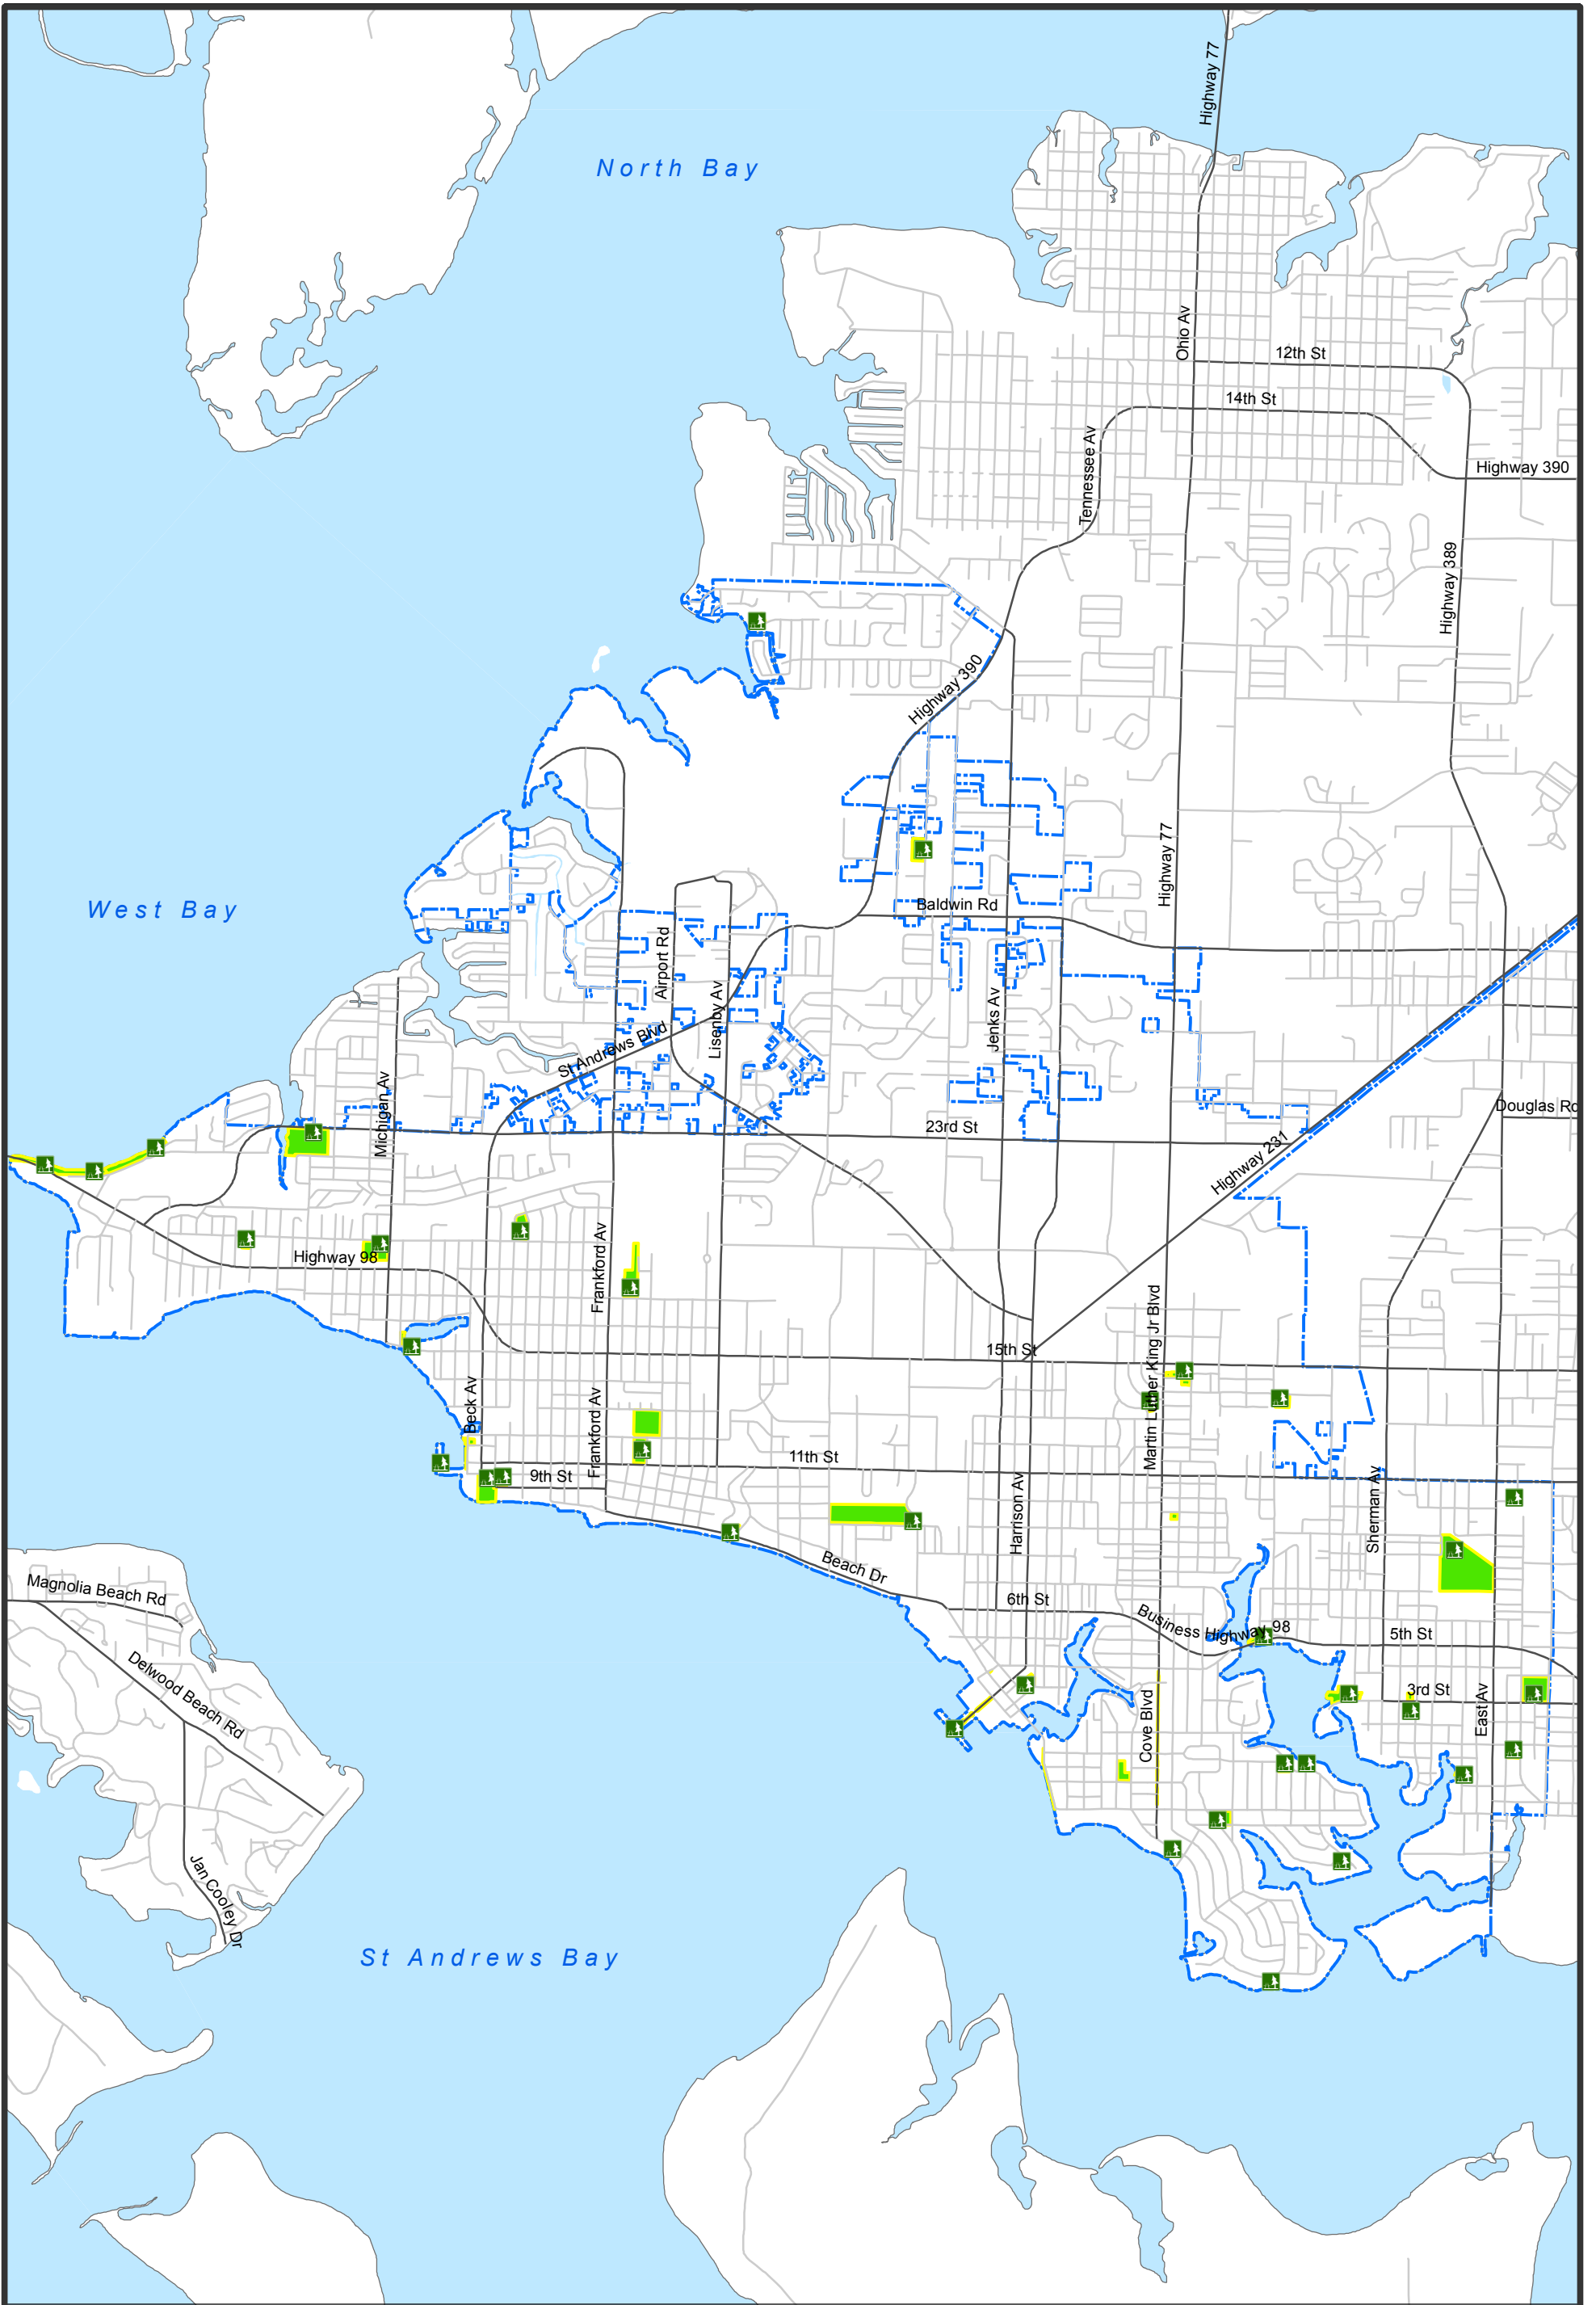 Highway 77
North Bay
Ohio Av
12th St
14th St
Tennessee Av
Highway 390
Highway 389
Highway 390
Highway 77
West Bay
Baldwin Rd
Airport Rd
Lisenby Av
Jenks Av
St Andrews Blvd
Michigan Av
Douglas Rd
23rd St
Highway 231
Frankford Av
Highway 98
Martin Luther King Jr Blvd
15th St
Beck Av
Frankford Av
11th St
9th St
Harrison Av
Sherman Av
Beach Dr
Magnolia Beach Rd
6th St
Business Highway 98
5th St
Delwood Beach Rd
3rd St
Cove Blvd
East Av
Jan Cooley Dr
St Andrews Bay